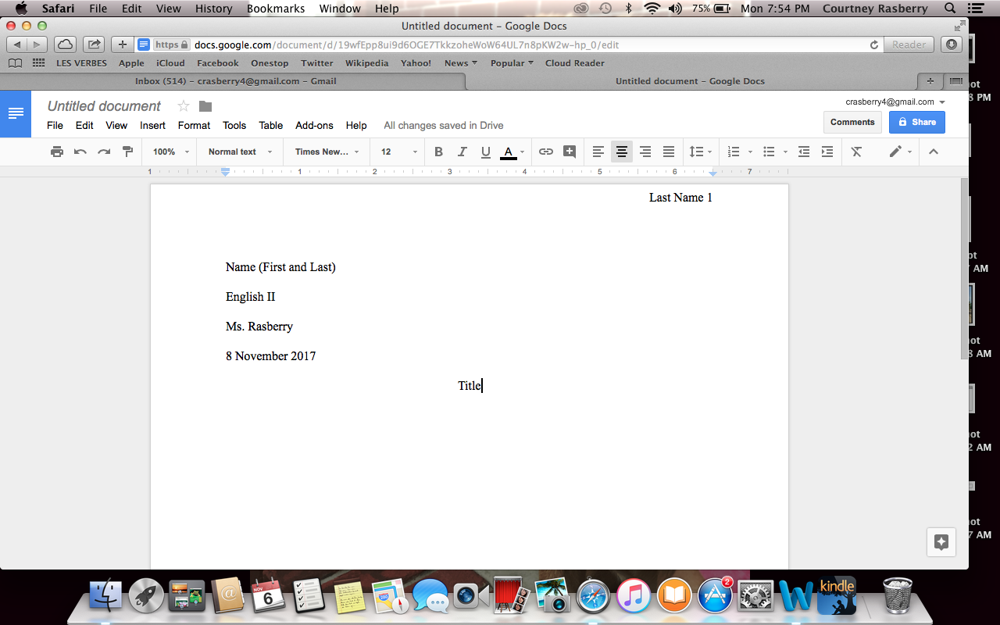 Safari File Edit View History Bookmarks Window Help 75% Mon 7:54 PM Courtney Rasberry
Untitled document – Google Docs
https docs.google.com/document/d/19wfEpp8ui9d6OGE7TkkzoheWoW64UL7n8pKW2w-hp_0/edit Reader
LES VERBES Apple iCloud Facebook Onestop Twitter Wikipedia Yahoo! News Popular Cloud Reader
Inbox (514) – crasberry4@gmail.com – Gmail Untitled document – Google Docs
Untitled document crasberry4@gmail.com
File Edit View Insert Format Tools Table Add-ons Help All changes saved in Drive Comments Share
100% Normal text Times New... 12 B I U A
1 1 2 3 4 5 6 7
Last Name 1
Name (First and Last)
English II
Ms. Rasberry
8 November 2017
Title
NOV 6 2 kindle